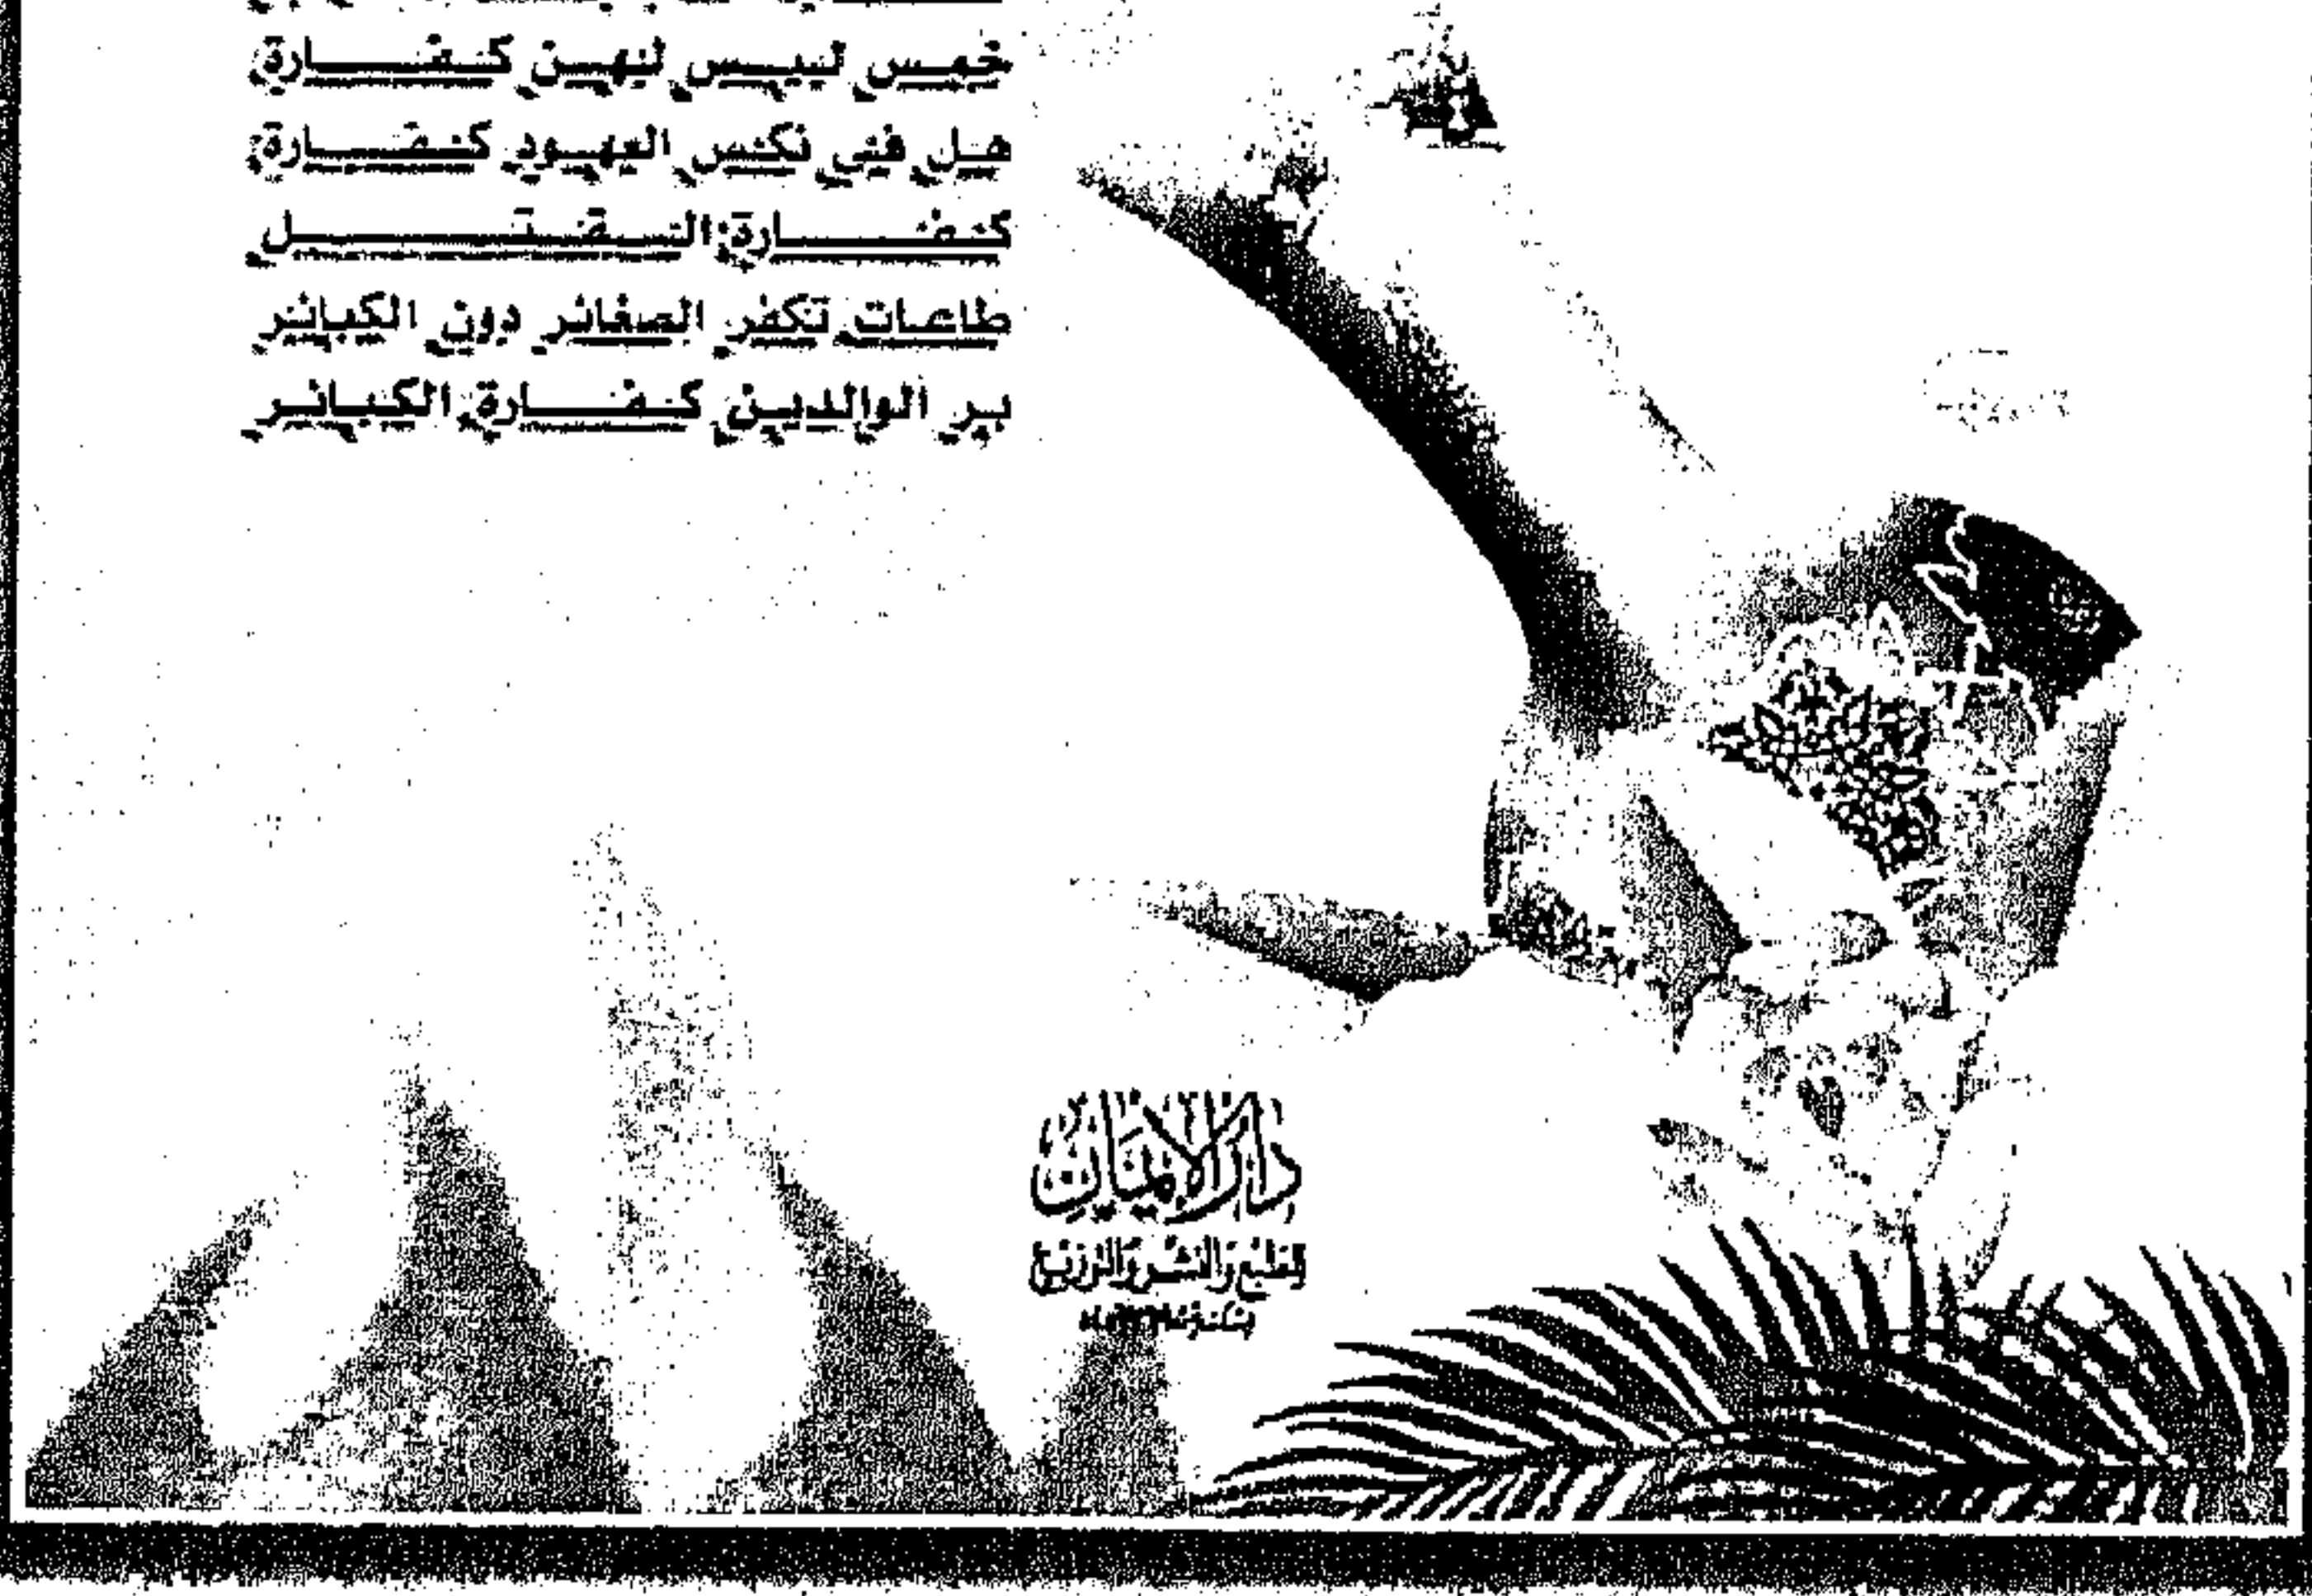 خمس ليس لهن كفارة
هل في نكس العهود كفارة
كفارة القتل
طاعات تكفر الصغائر دون الكبائر
بر الوالدين كفارة الكبائر
دار الإيمان
للطبع والنشر والتوزيع